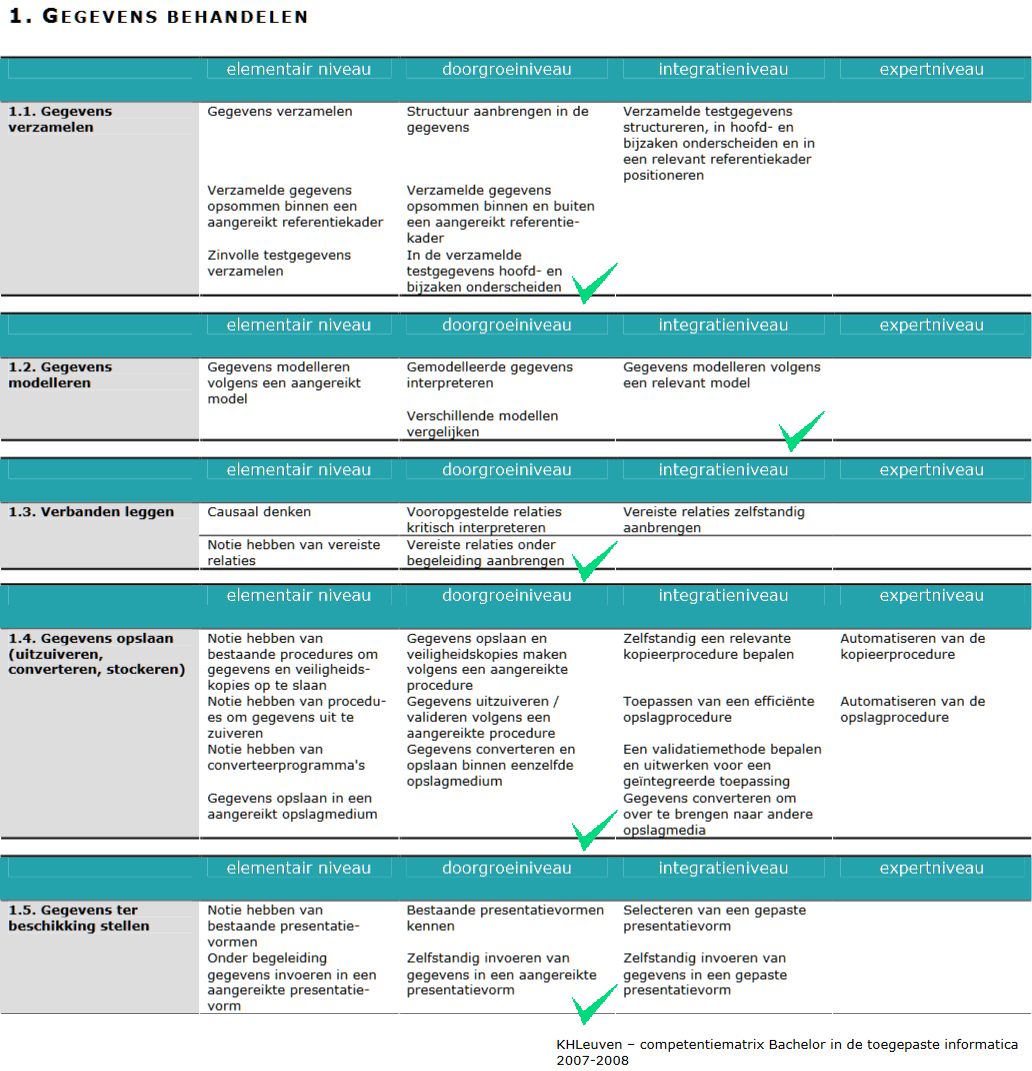 1. GEGEVENS BEHANDELEN
elementair niveau doorgroeiniveau integratieniveau expertniveau
1.1. Gegevens
verzamelen
Gegevens verzamelen
Structuur aanbrengen in de
gegevens
Verzamelde testgegevens
structureren, in hoofd- en
bijzaken onderscheiden en in
een relevant referentiekader
positioneren
Verzamelde gegevens
opsommen binnen een
aangereikt referentiekader
Verzamelde gegevens
opsommen binnen en buiten
een aangereikt referentie-
kader
Zinvolle testgegevens
verzamelen
In de verzamelde
testgegevens hoofd- en
bijzaken onderscheiden
elementair niveau doorgroeiniveau integratieniveau expertniveau
1.2. Gegevens
modelleren
Gegevens modelleren
volgens een aangereikt
model
Gemodelleerde gegevens
interpreteren
Gegevens modelleren volgens
een relevant model
Verschillende modellen
vergelijken
elementair niveau doorgroeiniveau integratieniveau expertniveau
1.3. Verbanden leggen
Causaal denken
Vooropgestelde relaties
kritisch interpreteren
Vereiste relaties zelfstandig
aanbrengen
Notie hebben van vereiste
relaties
Vereiste relaties onder
begeleiding aanbrengen
elementair niveau doorgroeiniveau integratieniveau expertniveau
1.4. Gegevens opslaan
(uitzuiveren,
converteren, stockeren)
Notie hebben van
bestaande procedures om
gegevens en veiligheids-
kopies op te slaan
Gegevens opslaan en
veiligheidskopies maken
volgens een aangereikte
procedure
Zelfstandig een relevante
kopieerprocedure bepalen
Automatiseren van de
kopieerprocedure
Notie hebben van procedu-
es om gegevens uit te
zuiveren
Gegevens uitzuiveren /
valideren volgens een
aangereikte procedure
Toepassen van een efficiënte
opslagprocedure
Automatiseren van de
opslagprocedure
Notie hebben van
converteerprogramma's
Gegevens converteren en
opslaan binnen eenzelfde
opslagmedium
Een validatiemethode bepalen
en uitwerken voor een
geïntegreerde toepassing
Gegevens opslaan in een
aangereikt opslagmedium
Gegevens converteren om
over te brengen naar andere
opslagmedia
elementair niveau doorgroeiniveau integratieniveau expertniveau
1.5. Gegevens ter
beschikking stellen
Notie hebben van
bestaande presentatie-
vormen
Bestaande presentatievormen
kennen
Selecteren van een gepaste
presentatievorm
Onder begeleiding
gegevens invoeren in een
aangereikte presentatie-
vorm
Zelfstandig invoeren van
gegevens in een aangereikte
presentatievorm
Zelfstandig invoeren van
gegevens in een gepaste
presentatievorm
KHLeuven – competentiematrix Bachelor in de toegepaste informatica
2007-2008